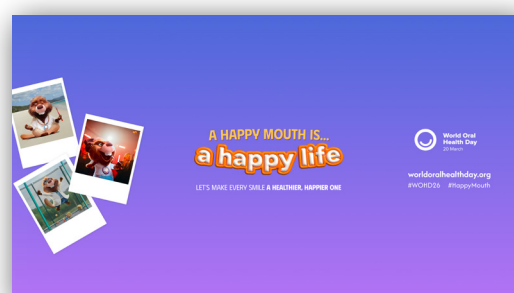 A HAPPY MOUTH IS...
a happy life
LET'S MAKE EVERY SMILE A HEALTHIER, HAPPIER ONE
World Oral
Health Day
20 March
worldoralhealthday.org
#WOHD26 #HappyMouth